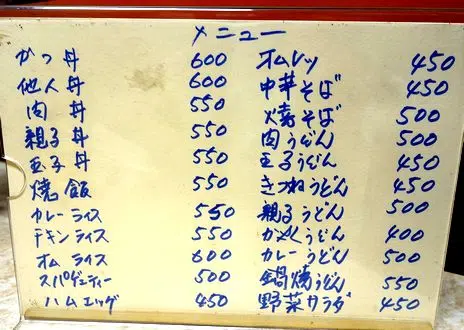 メニュー
かつ丼 600
他人丼 600
肉丼 550
親子丼 550
玉子丼 550
焼飯 550
カレーライス 550
チキンライス 550
オムライス 600
スパゲッティー 500
ハムエッグ 450
オムレツ 450
中華そば 450
焼そば 500
肉うどん 500
玉子うどん 450
きつねうどん 450
親子うどん 500
かやくうどん 400
カレーうどん 500
鍋焼うどん 550
野菜サラダ 450